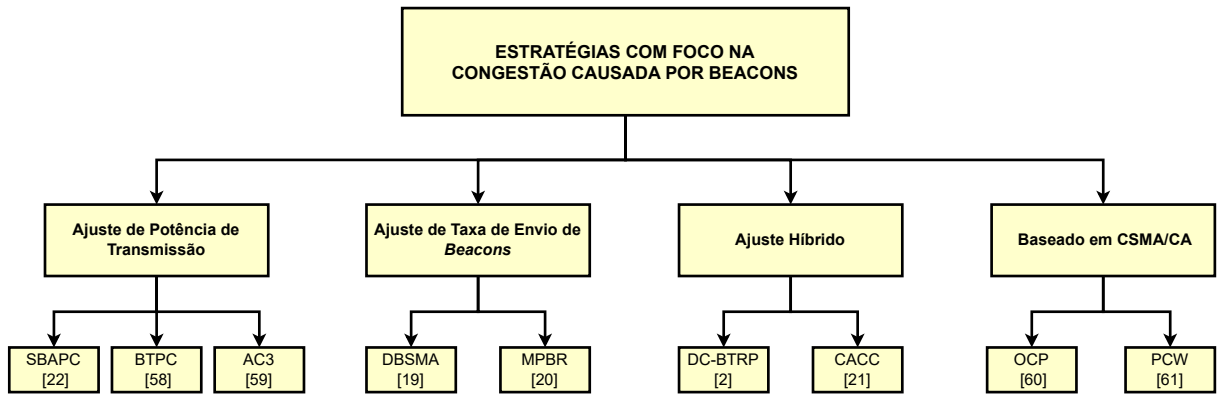 ESTRATÉGIAS COM FOCO NA
CONGESTÃO CAUSADA POR BEACONS
Ajuste de Potência de
Transmissão
Ajuste de Taxa de Envio de
Beacons
Ajuste Híbrido
Baseado em CSMA/CA
SBAPC
[22]
BTPC
[58]
AC3
[59]
DBSMA
[19]
MPBR
[20]
DC-BTRP
[2]
CACC
[21]
OCP
[60]
PCW
[61]